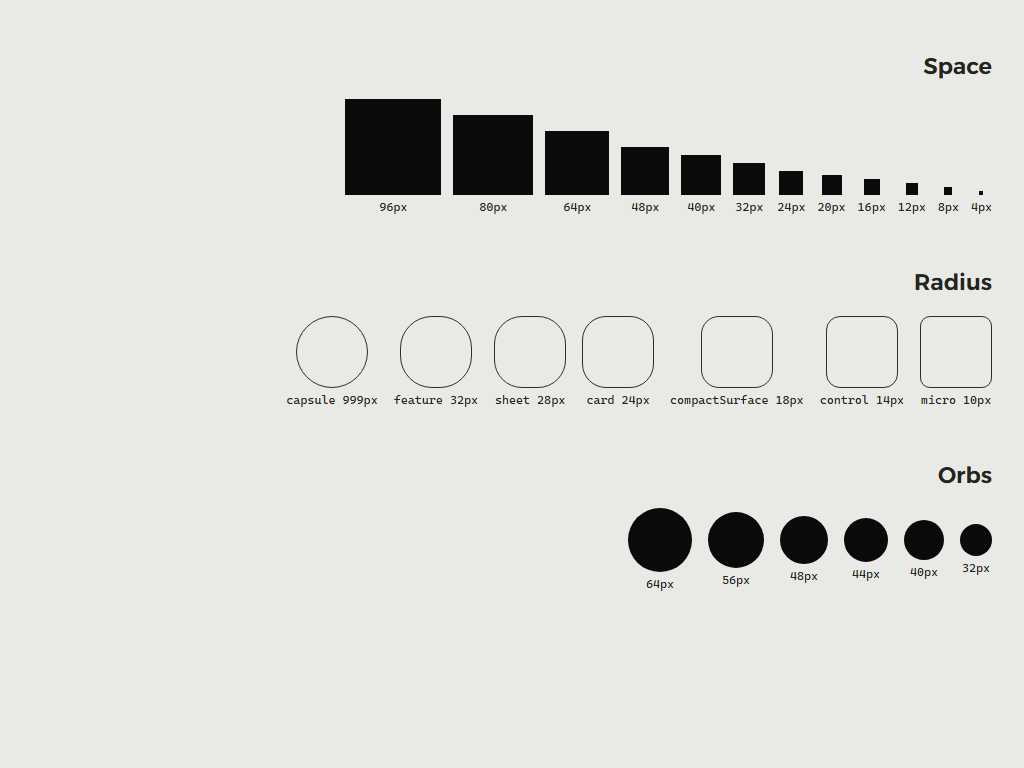 Space
96px 80px 64px 48px 40px 32px 24px 20px 16px 12px 8px 4px
Radius
capsule 999px feature 32px sheet 28px card 24px compactSurface 18px control 14px micro 10px
Orbs
64px 56px 48px 44px 40px 32px